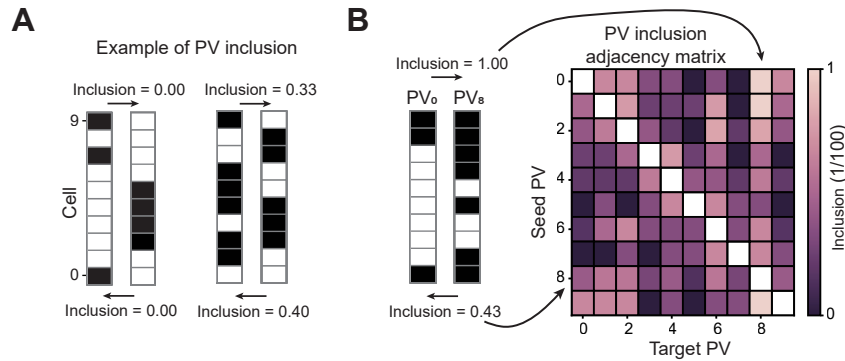 A
Example of PV inclusion
Inclusion = 0.00
Inclusion = 0.33
9
Cell
0
Inclusion = 0.00
Inclusion = 0.40
B
Inclusion = 1.00
PV₀ PV₈
Inclusion = 0.43
PV inclusion
adjacency matrix
Seed PV
0
2
4
6
8
0 2 4 6 8
Target PV
1
0
Inclusion (1/100)